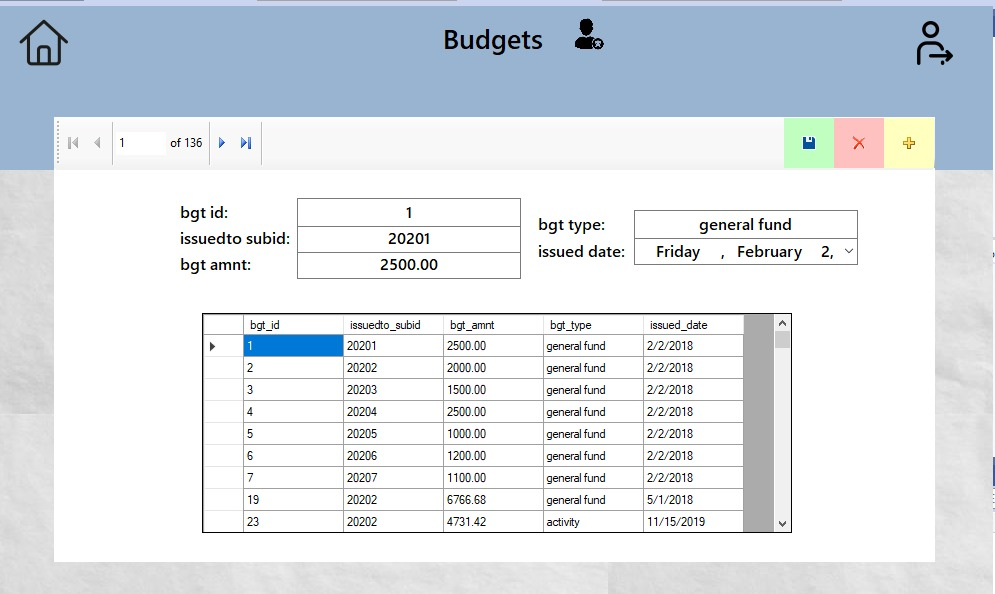 Budgets
1 of 136
bgt id: 1
issuedto subid: 20201
bgt amnt: 2500.00
bgt type: general fund
issued date: Friday , February 2,
bgt_id issuedto_subid bgt_amnt bgt_type issued_date
1 20201 2500.00 general fund 2/2/2018
2 20202 2000.00 general fund 2/2/2018
3 20203 1500.00 general fund 2/2/2018
4 20204 2500.00 general fund 2/2/2018
5 20205 1000.00 general fund 2/2/2018
6 20206 1200.00 general fund 2/2/2018
7 20207 1100.00 general fund 2/2/2018
19 20202 6766.68 general fund 5/1/2018
23 20202 4731.42 activity 11/15/2019